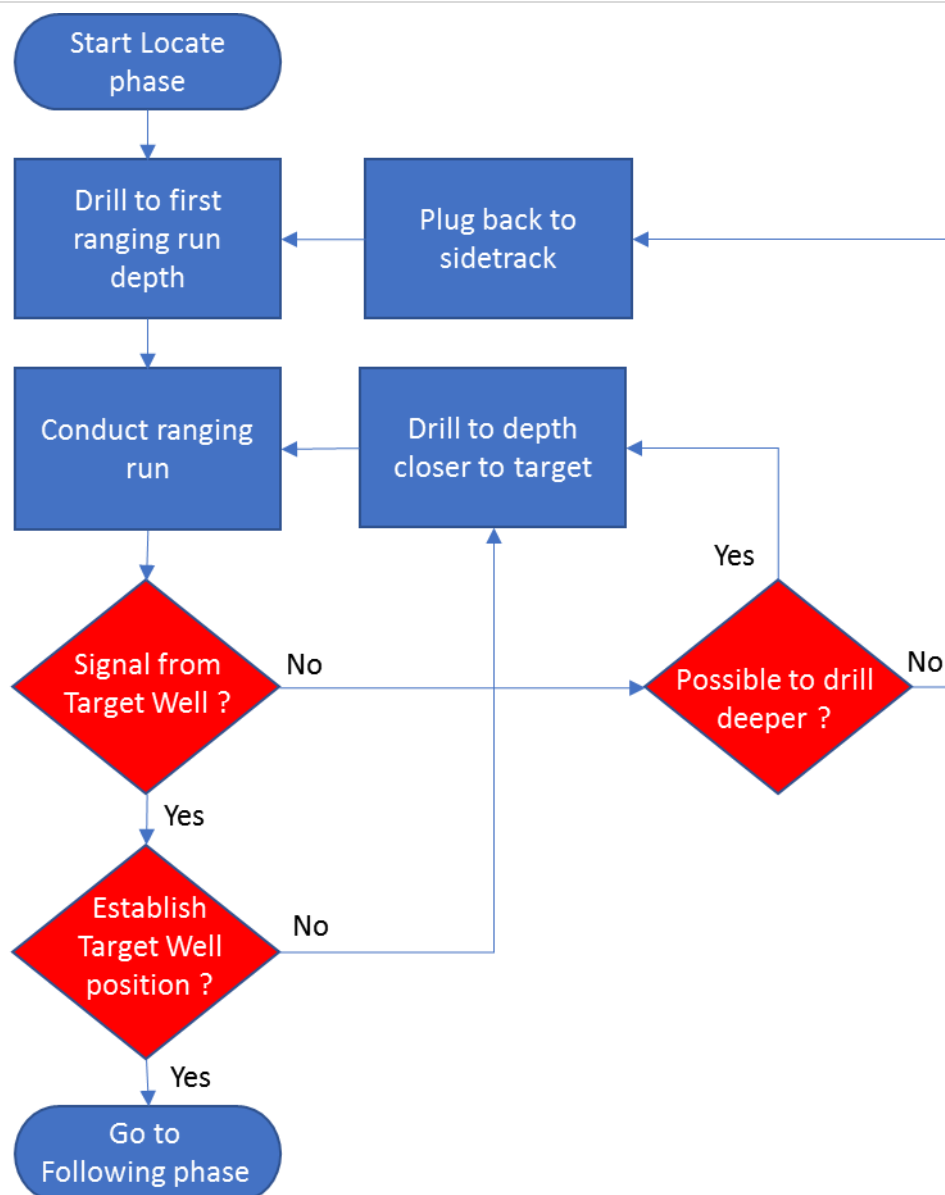 Start Locate
phase
Drill to first
ranging run
depth
Plug back to
sidetrack
Conduct ranging
run
Drill to depth
closer to target
Yes
Signal from
Target Well ?
No
Possible to drill
deeper ?
No
Yes
Establish
Target Well
position ?
No
Yes
Go to
Following phase